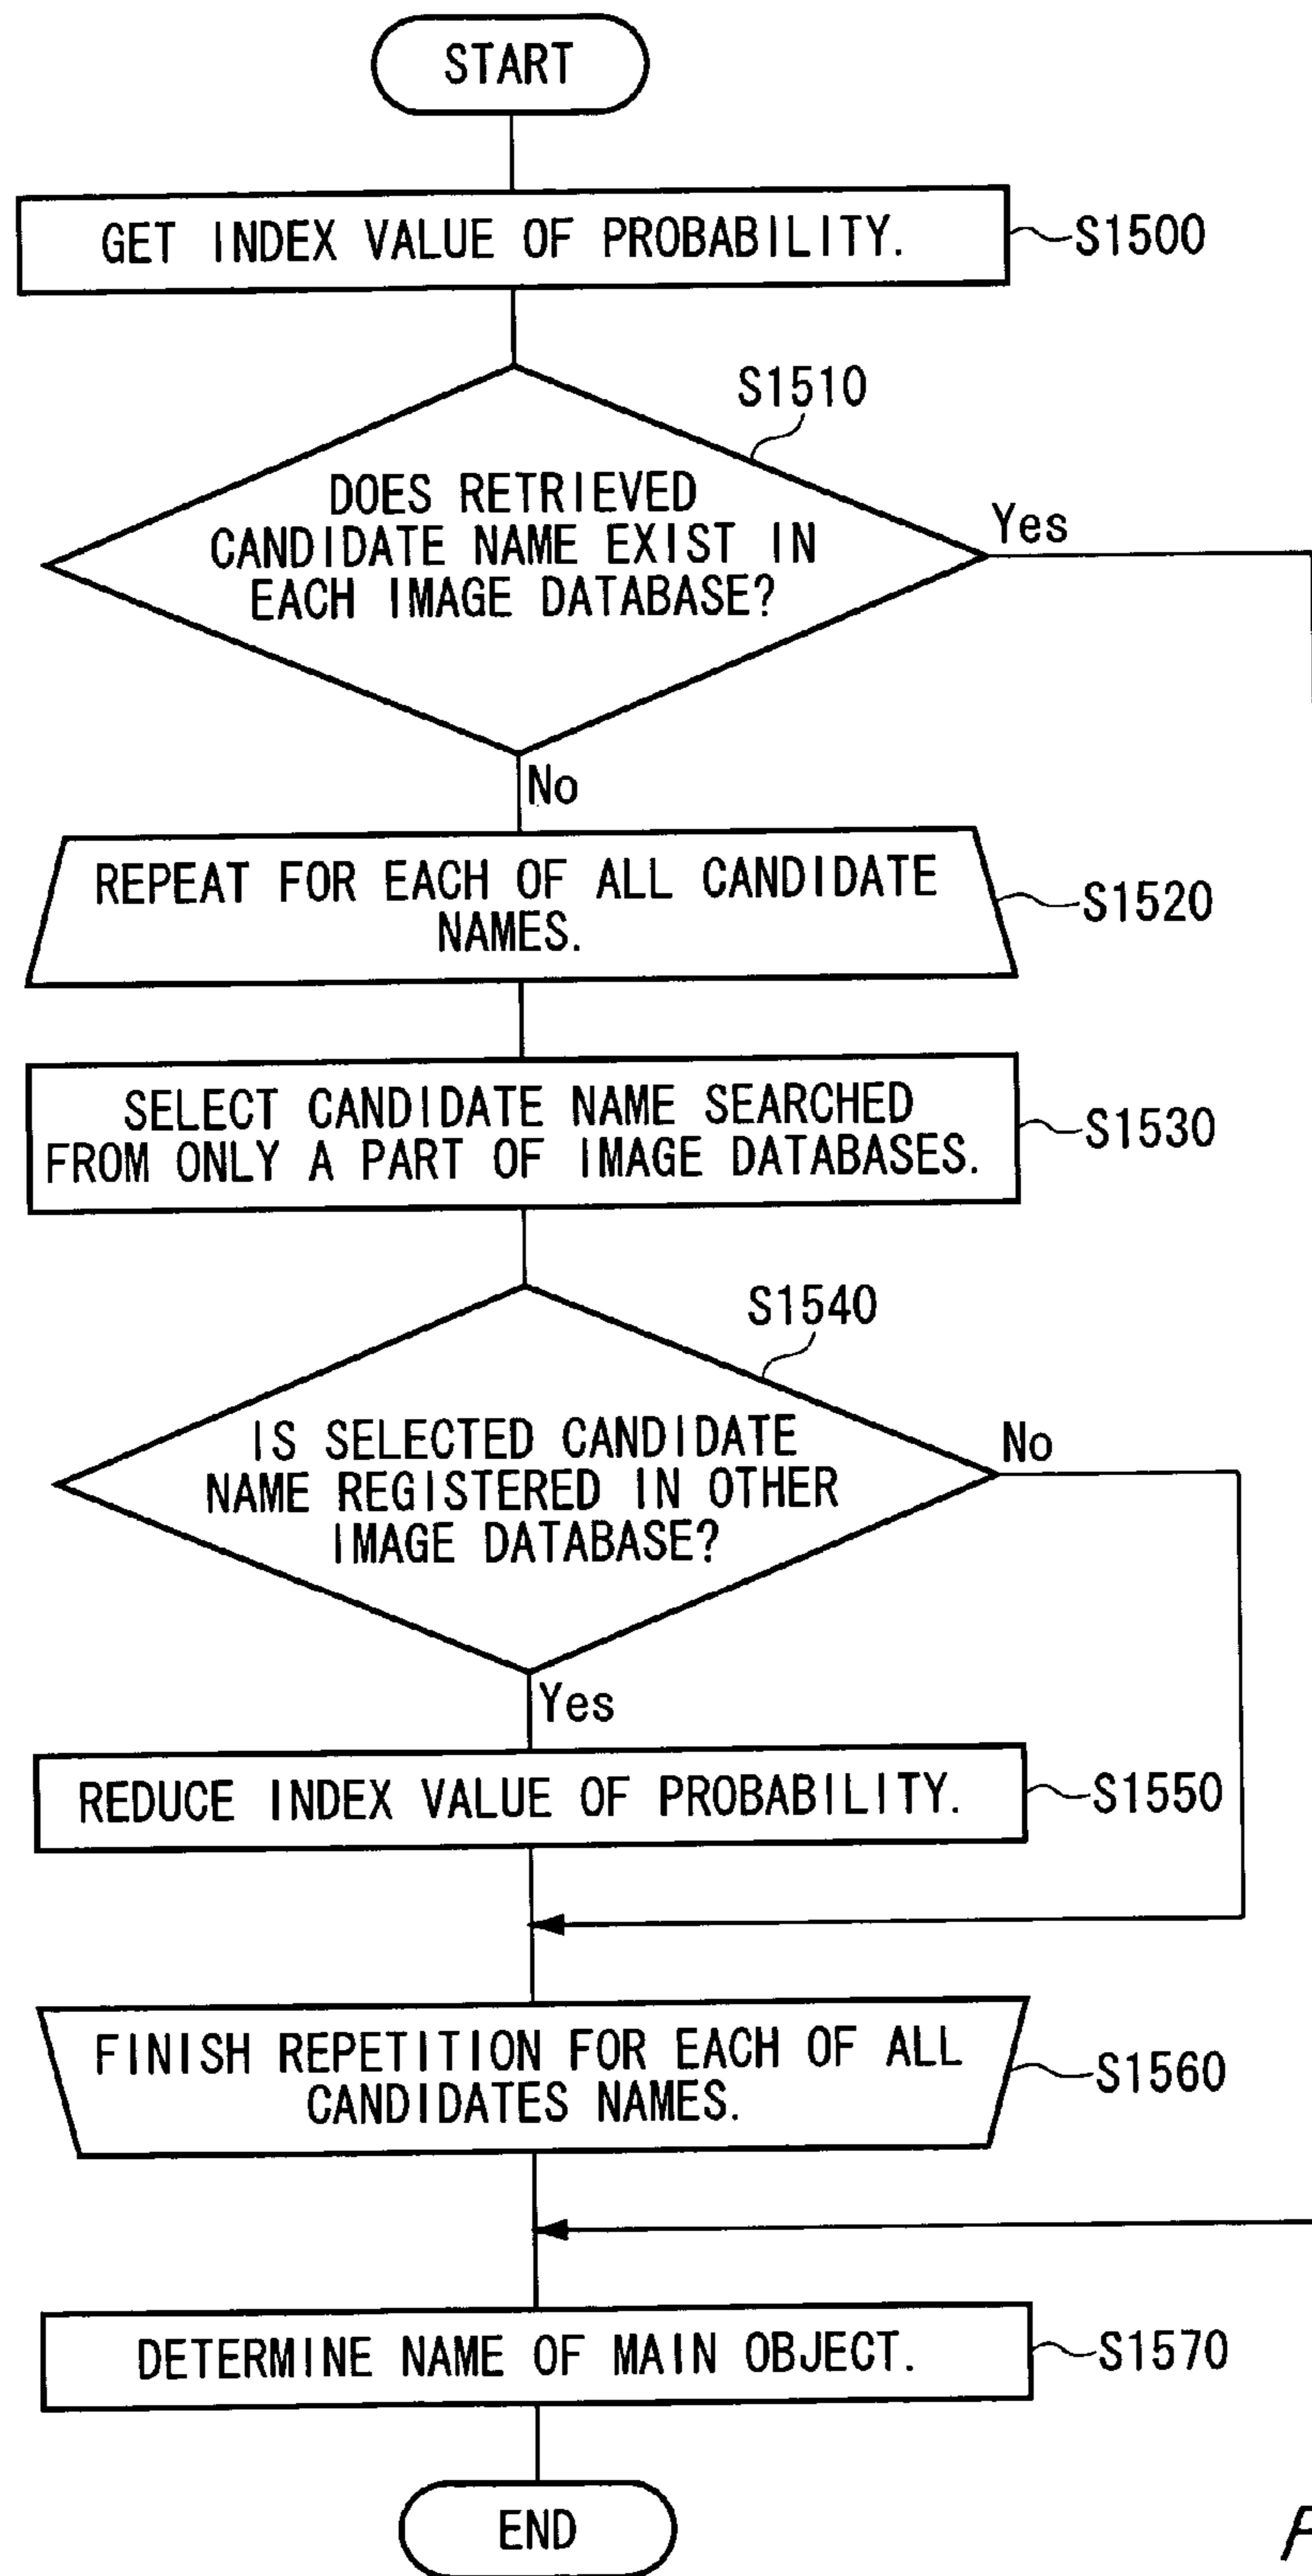 START
GET INDEX VALUE OF PROBABILITY.
S1500
S1510
DOES RETRIEVED
CANDIDATE NAME EXIST IN
EACH IMAGE DATABASE?
Yes
No
REPEAT FOR EACH OF ALL CANDIDATE
NAMES.
S1520
SELECT CANDIDATE NAME SEARCHED
FROM ONLY A PART OF IMAGE DATABASES.
S1530
S1540
IS SELECTED CANDIDATE
NAME REGISTERED IN OTHER
IMAGE DATABASE?
No
Yes
REDUCE INDEX VALUE OF PROBABILITY.
S1550
FINISH REPETITION FOR EACH OF ALL
CANDIDATES NAMES.
S1560
DETERMINE NAME OF MAIN OBJECT.
S1570
END